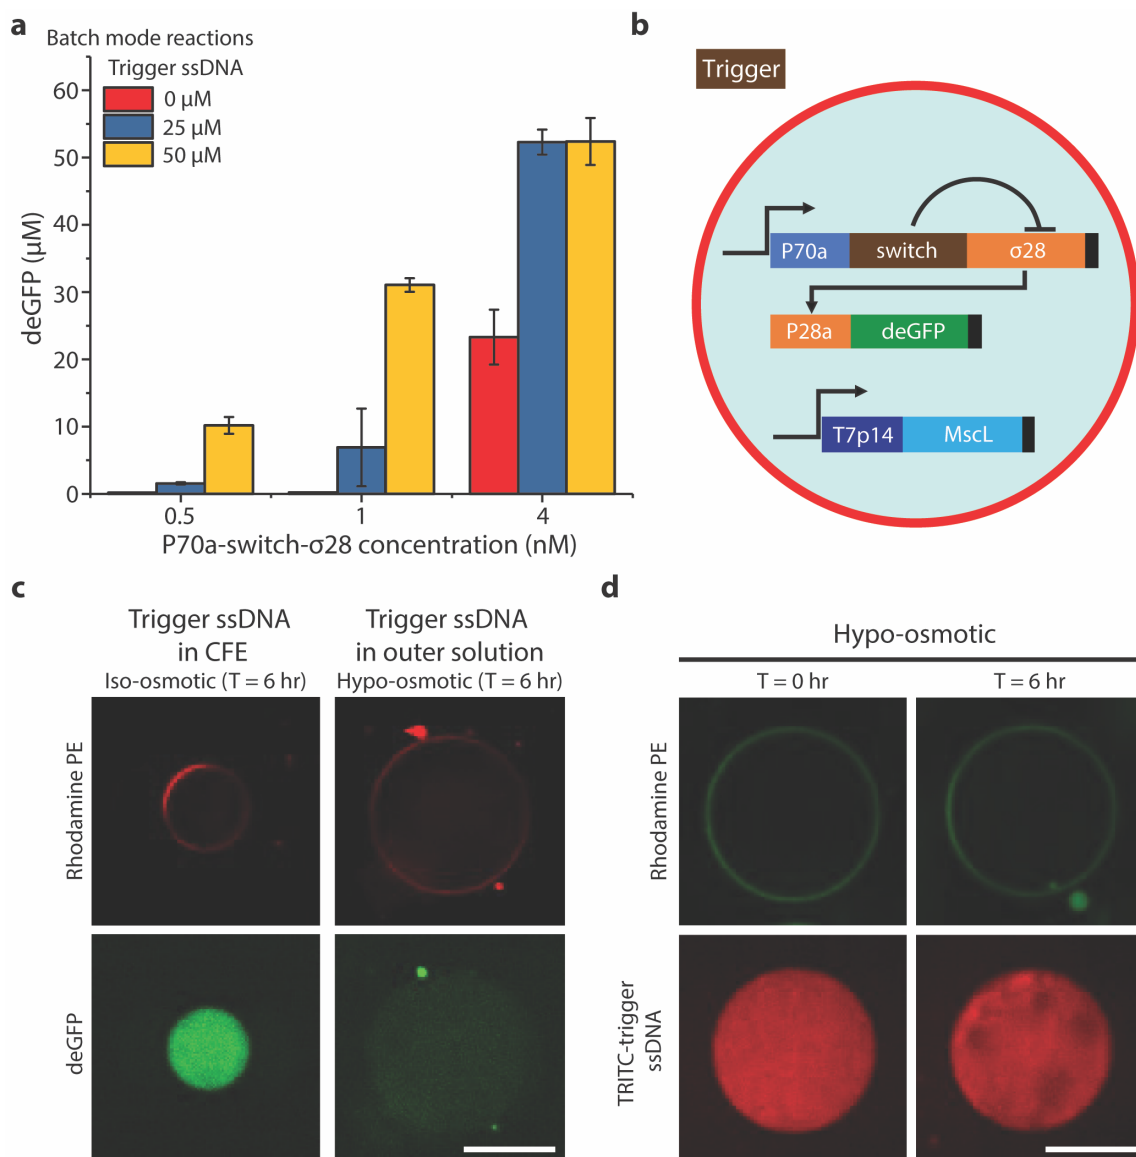 a
Batch mode reactions
Trigger ssDNA
0 μM
25 μM
50 μM
deGFP (μM)
60
50
40
30
20
10
0
0.5
1
4
P70a-switch-σ28 concentration (nM)
b
Trigger
P70a
switch
σ28
P28a
deGFP
T7p14
MscL
c
Trigger ssDNA
in CFE
Iso-osmotic (T = 6 hr)
Trigger ssDNA
in outer solution
Hypo-osmotic (T = 6 hr)
Rhodamine PE
deGFP
d
Hypo-osmotic
T = 0 hr
T = 6 hr
Rhodamine PE
TRITC-trigger
ssDNA